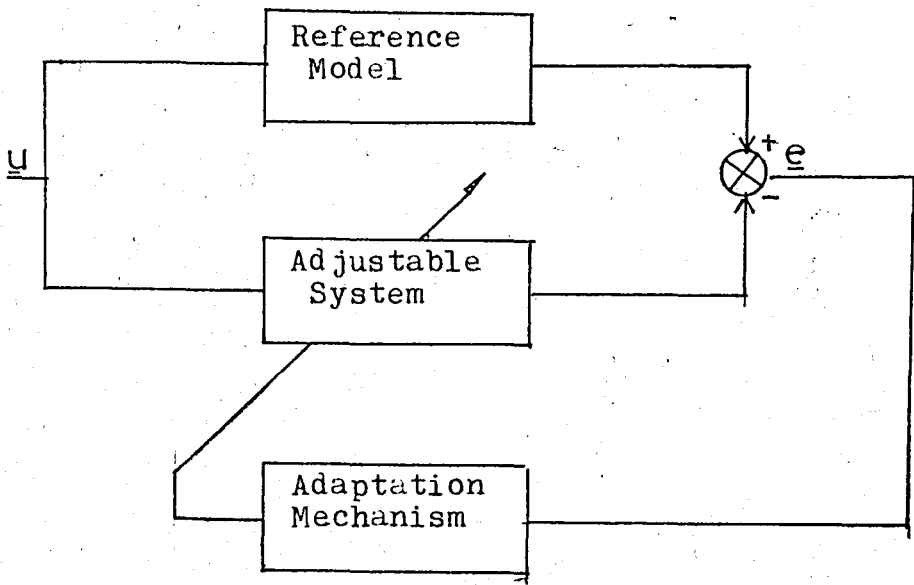 Reference
Model
u
+
e
-
Adjustable
System
Adaptation
Mechanism